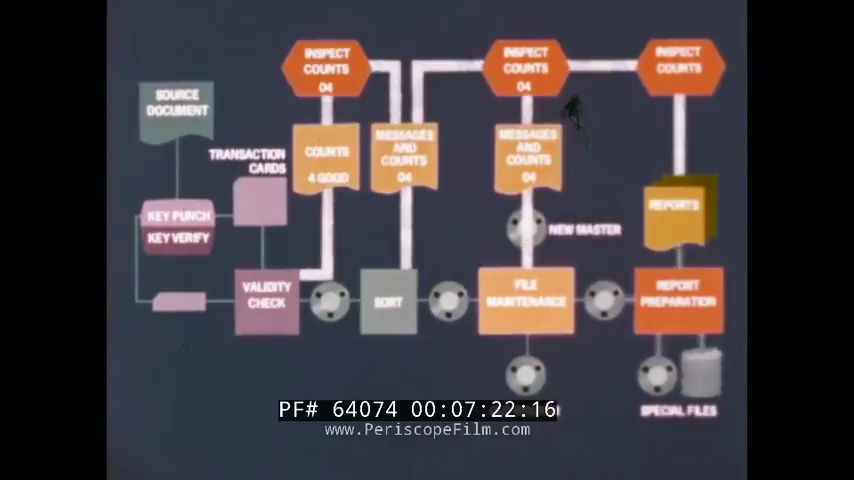 INSPECT
COUNTS
04
INSPECT
COUNTS
04
INSPECT
COUNTS
SOURCE
DOCUMENT
TRANSACTION
CARDS
COUNTS
4 GOOD
MESSAGES
AND
COUNTS
04
MESSAGES
AND
COUNTS
04
REPORTS
KEY PUNCH
KEY VERIFY
NEW MASTER
VALIDITY
CHECK
SORT
FILE
MAINTENANCE
REPORT
PREPARATION
SPECIAL FILES
PF# 64074 00:07:22:16
www.PeriscopeFilm.com